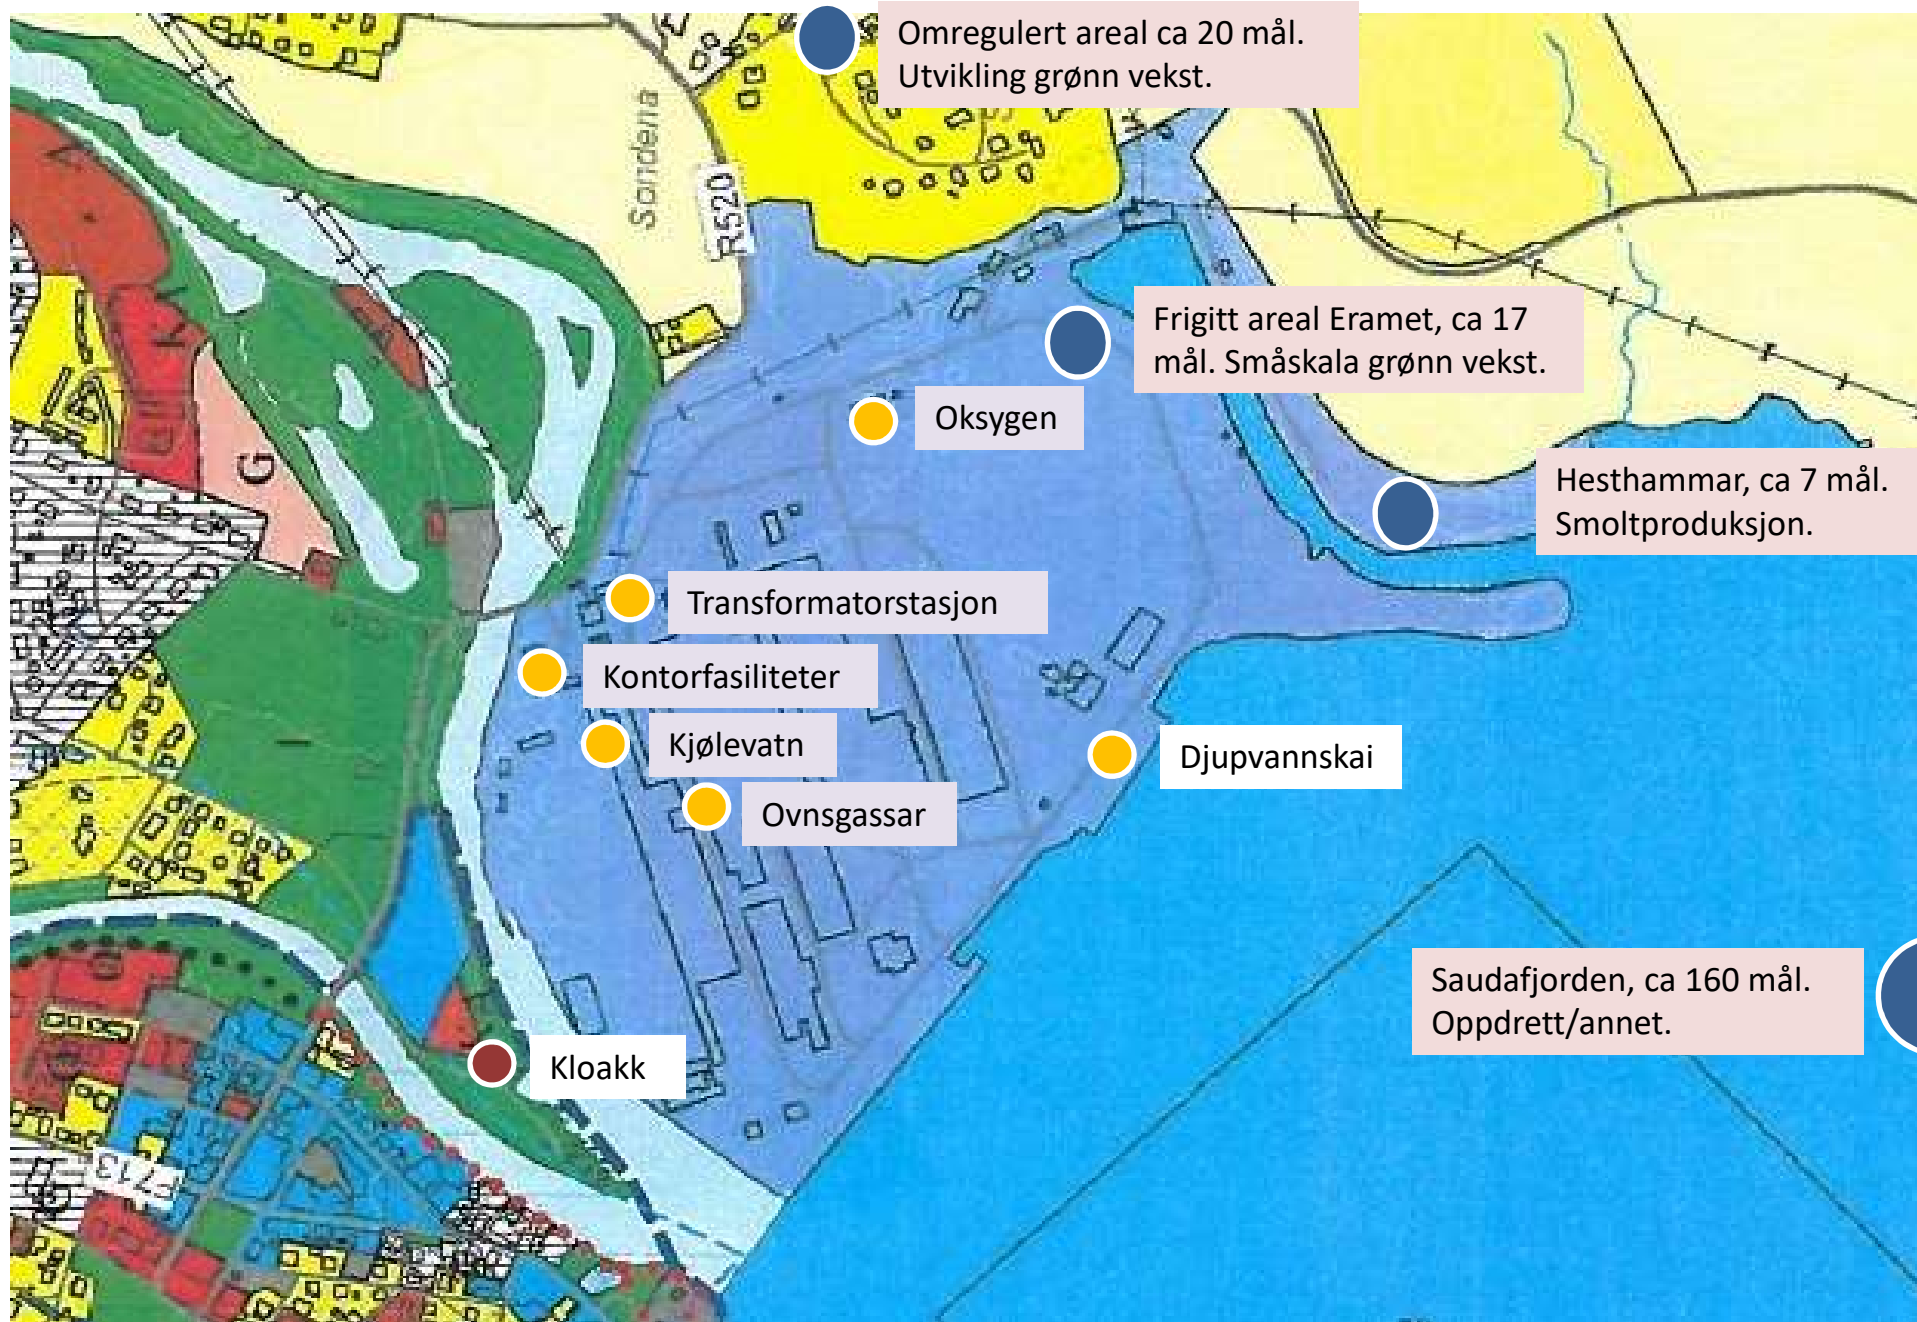 Omregulert areal ca 20 mål.
Utvikling grønn vekst.
Sandena
R520
Frigitt areal Eramet, ca 17
mål. Småskala grønn vekst.
Oksygen
Hesthammar, ca 7 mål.
Smoltproduksjon.
G
Transformatorstasjon
Kontorfasiliteter
Kjølevatn
Djupvannskai
Ovnsgassar
Saudafjorden, ca 160 mål.
Oppdrett/annet.
Kloakk
F713